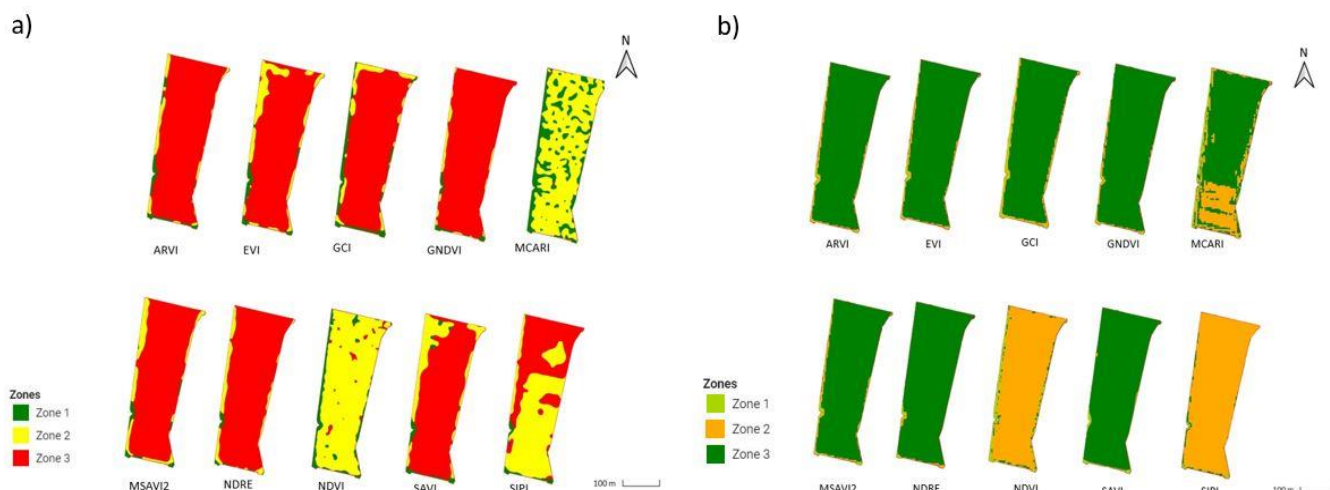 a)
N
ARVI EVI GCI GNDVI MCARI
Zones
Zone 1
Zone 2
Zone 3
MSAVI2 NDRE NDVI SAVI SIPI
100 m
b)
N
ARVI EVI GCI GNDVI MCARI
Zones
Zone 1
Zone 2
Zone 3
MSAVI2 NDRE NDVI SAVI SIPI
100 m